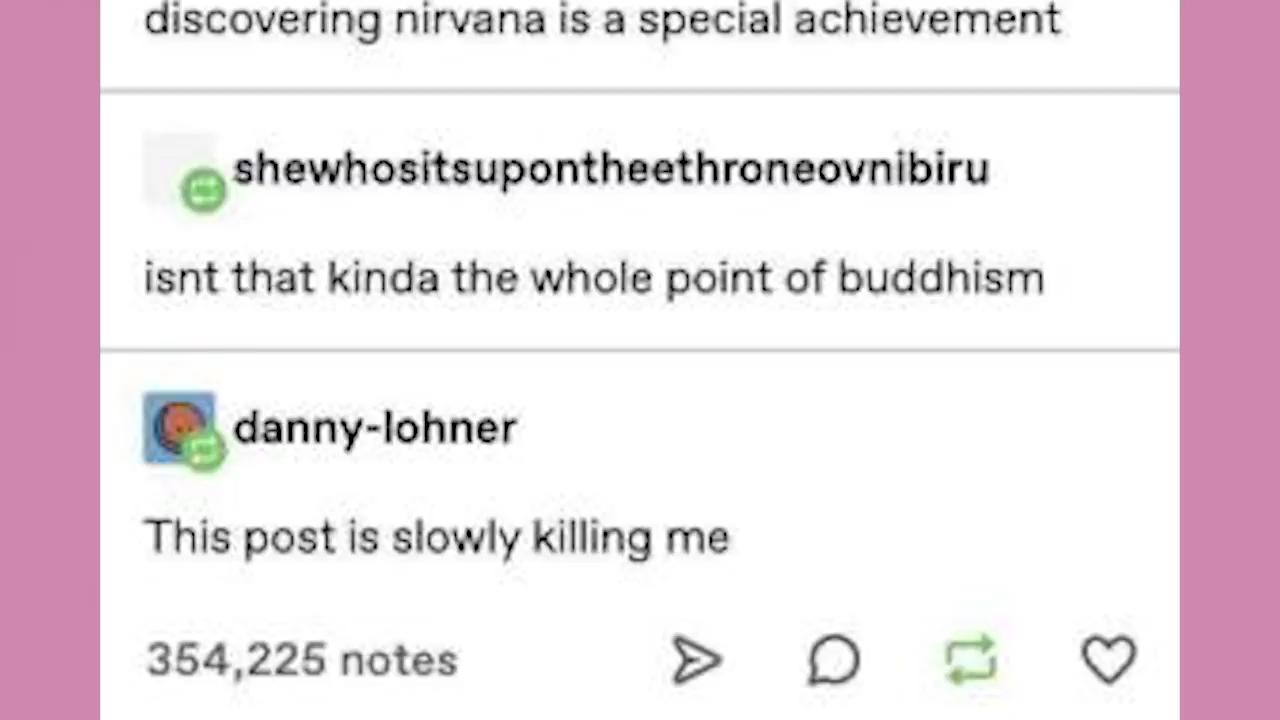 discovering nirvana is a special achievement
shewhositsupontheethroneovnibiru
isnt that kinda the whole point of buddhism
danny-lohner
This post is slowly killing me
354,225 notes